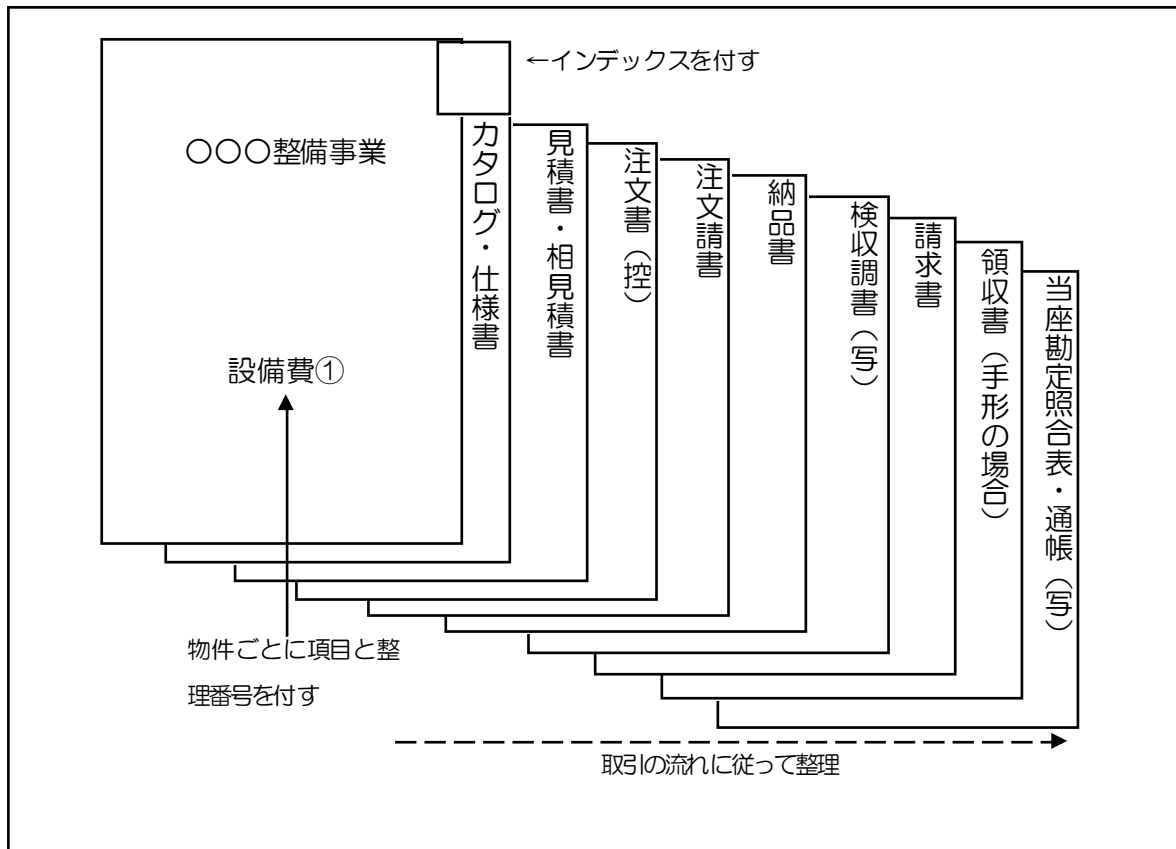 ←インデックスを付す
○○○整備事業
設備費①
カタログ・仕様書
見積書・相見積書
注文書（控）
注文請書
納品書
検収調書（写）
請求書
領収書（手形の場合）
当座勘定照合表・通帳（写）
物件ごとに項目と整
理番号を付す
取引の流れに従って整理